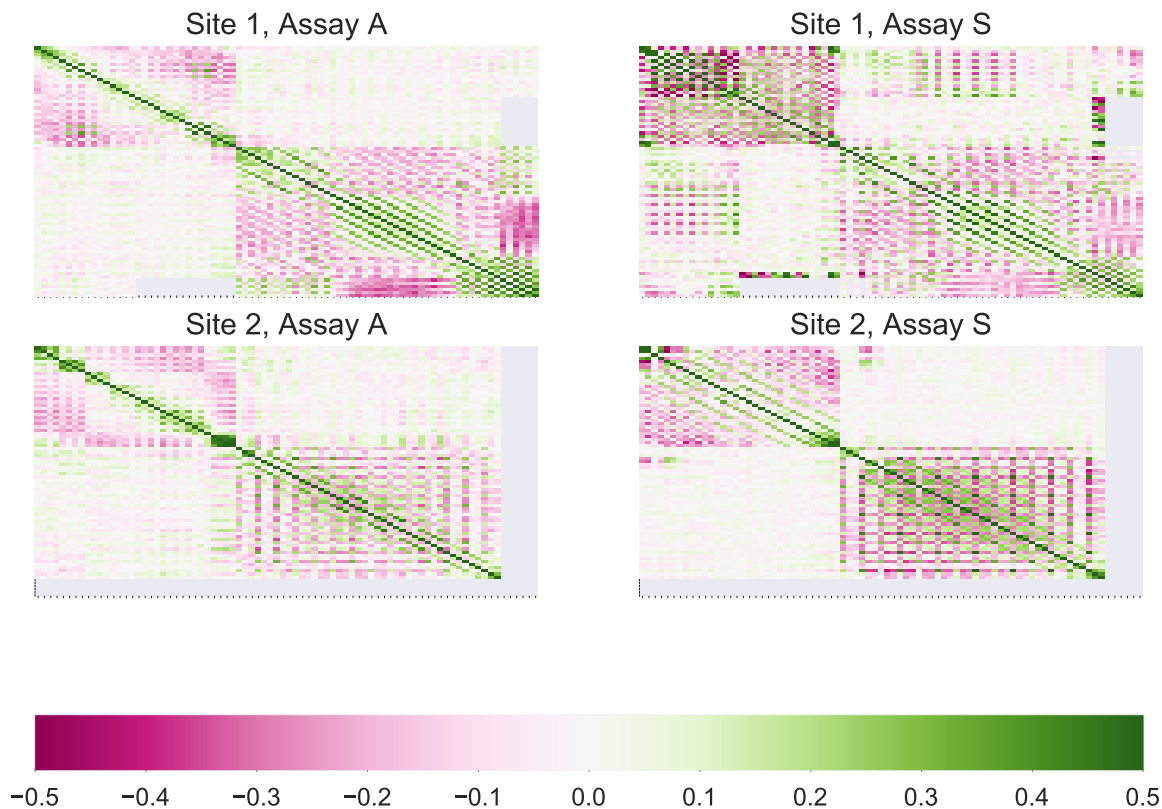 Site 1, Assay A
Site 1, Assay S
Site 2, Assay A
Site 2, Assay S
−0.5 −0.4 −0.3 −0.2 −0.1 0.0 0.1 0.2 0.3 0.4 0.5